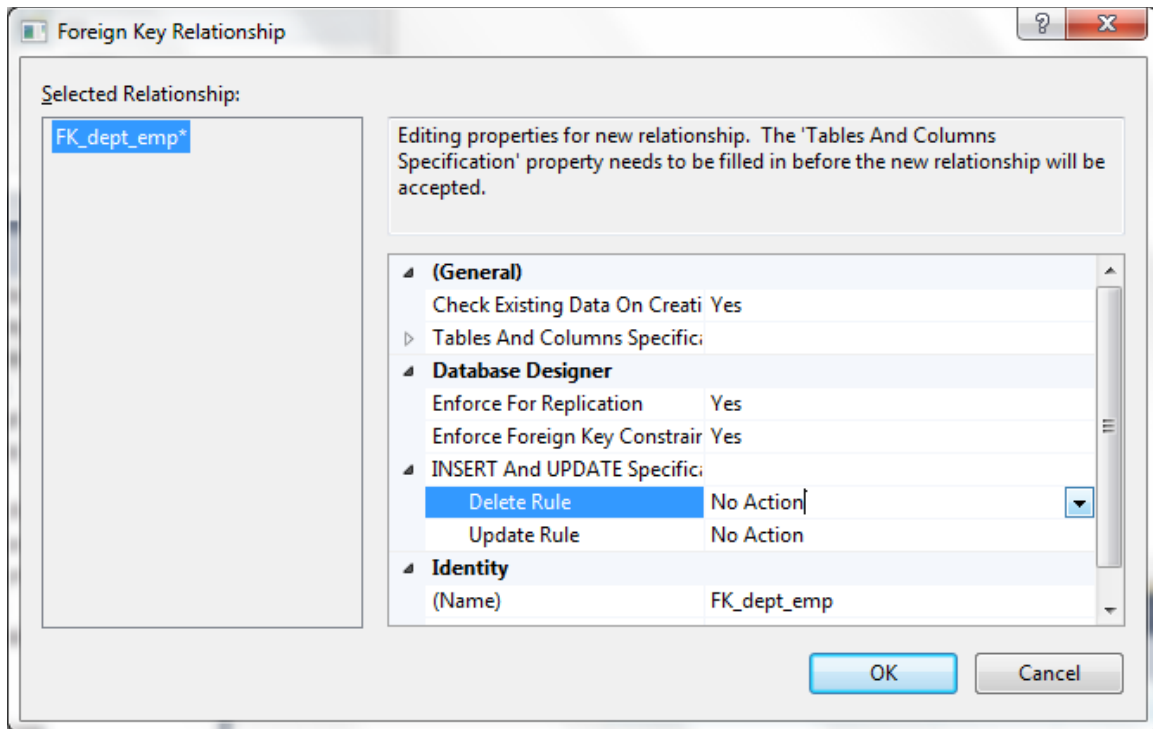 Foreign Key Relationship
Selected Relationship:
FK_dept_emp*
Editing properties for new relationship.  The 'Tables And Columns
Specification' property needs to be filled in before the new relationship will be
accepted.
(General)
Check Existing Data On Creati Yes
Tables And Columns Specific
Database Designer
Enforce For Replication Yes
Enforce Foreign Key Constrain Yes
INSERT And UPDATE Specific
Delete Rule No Action
Update Rule No Action
Identity
(Name) FK_dept_emp
OK Cancel